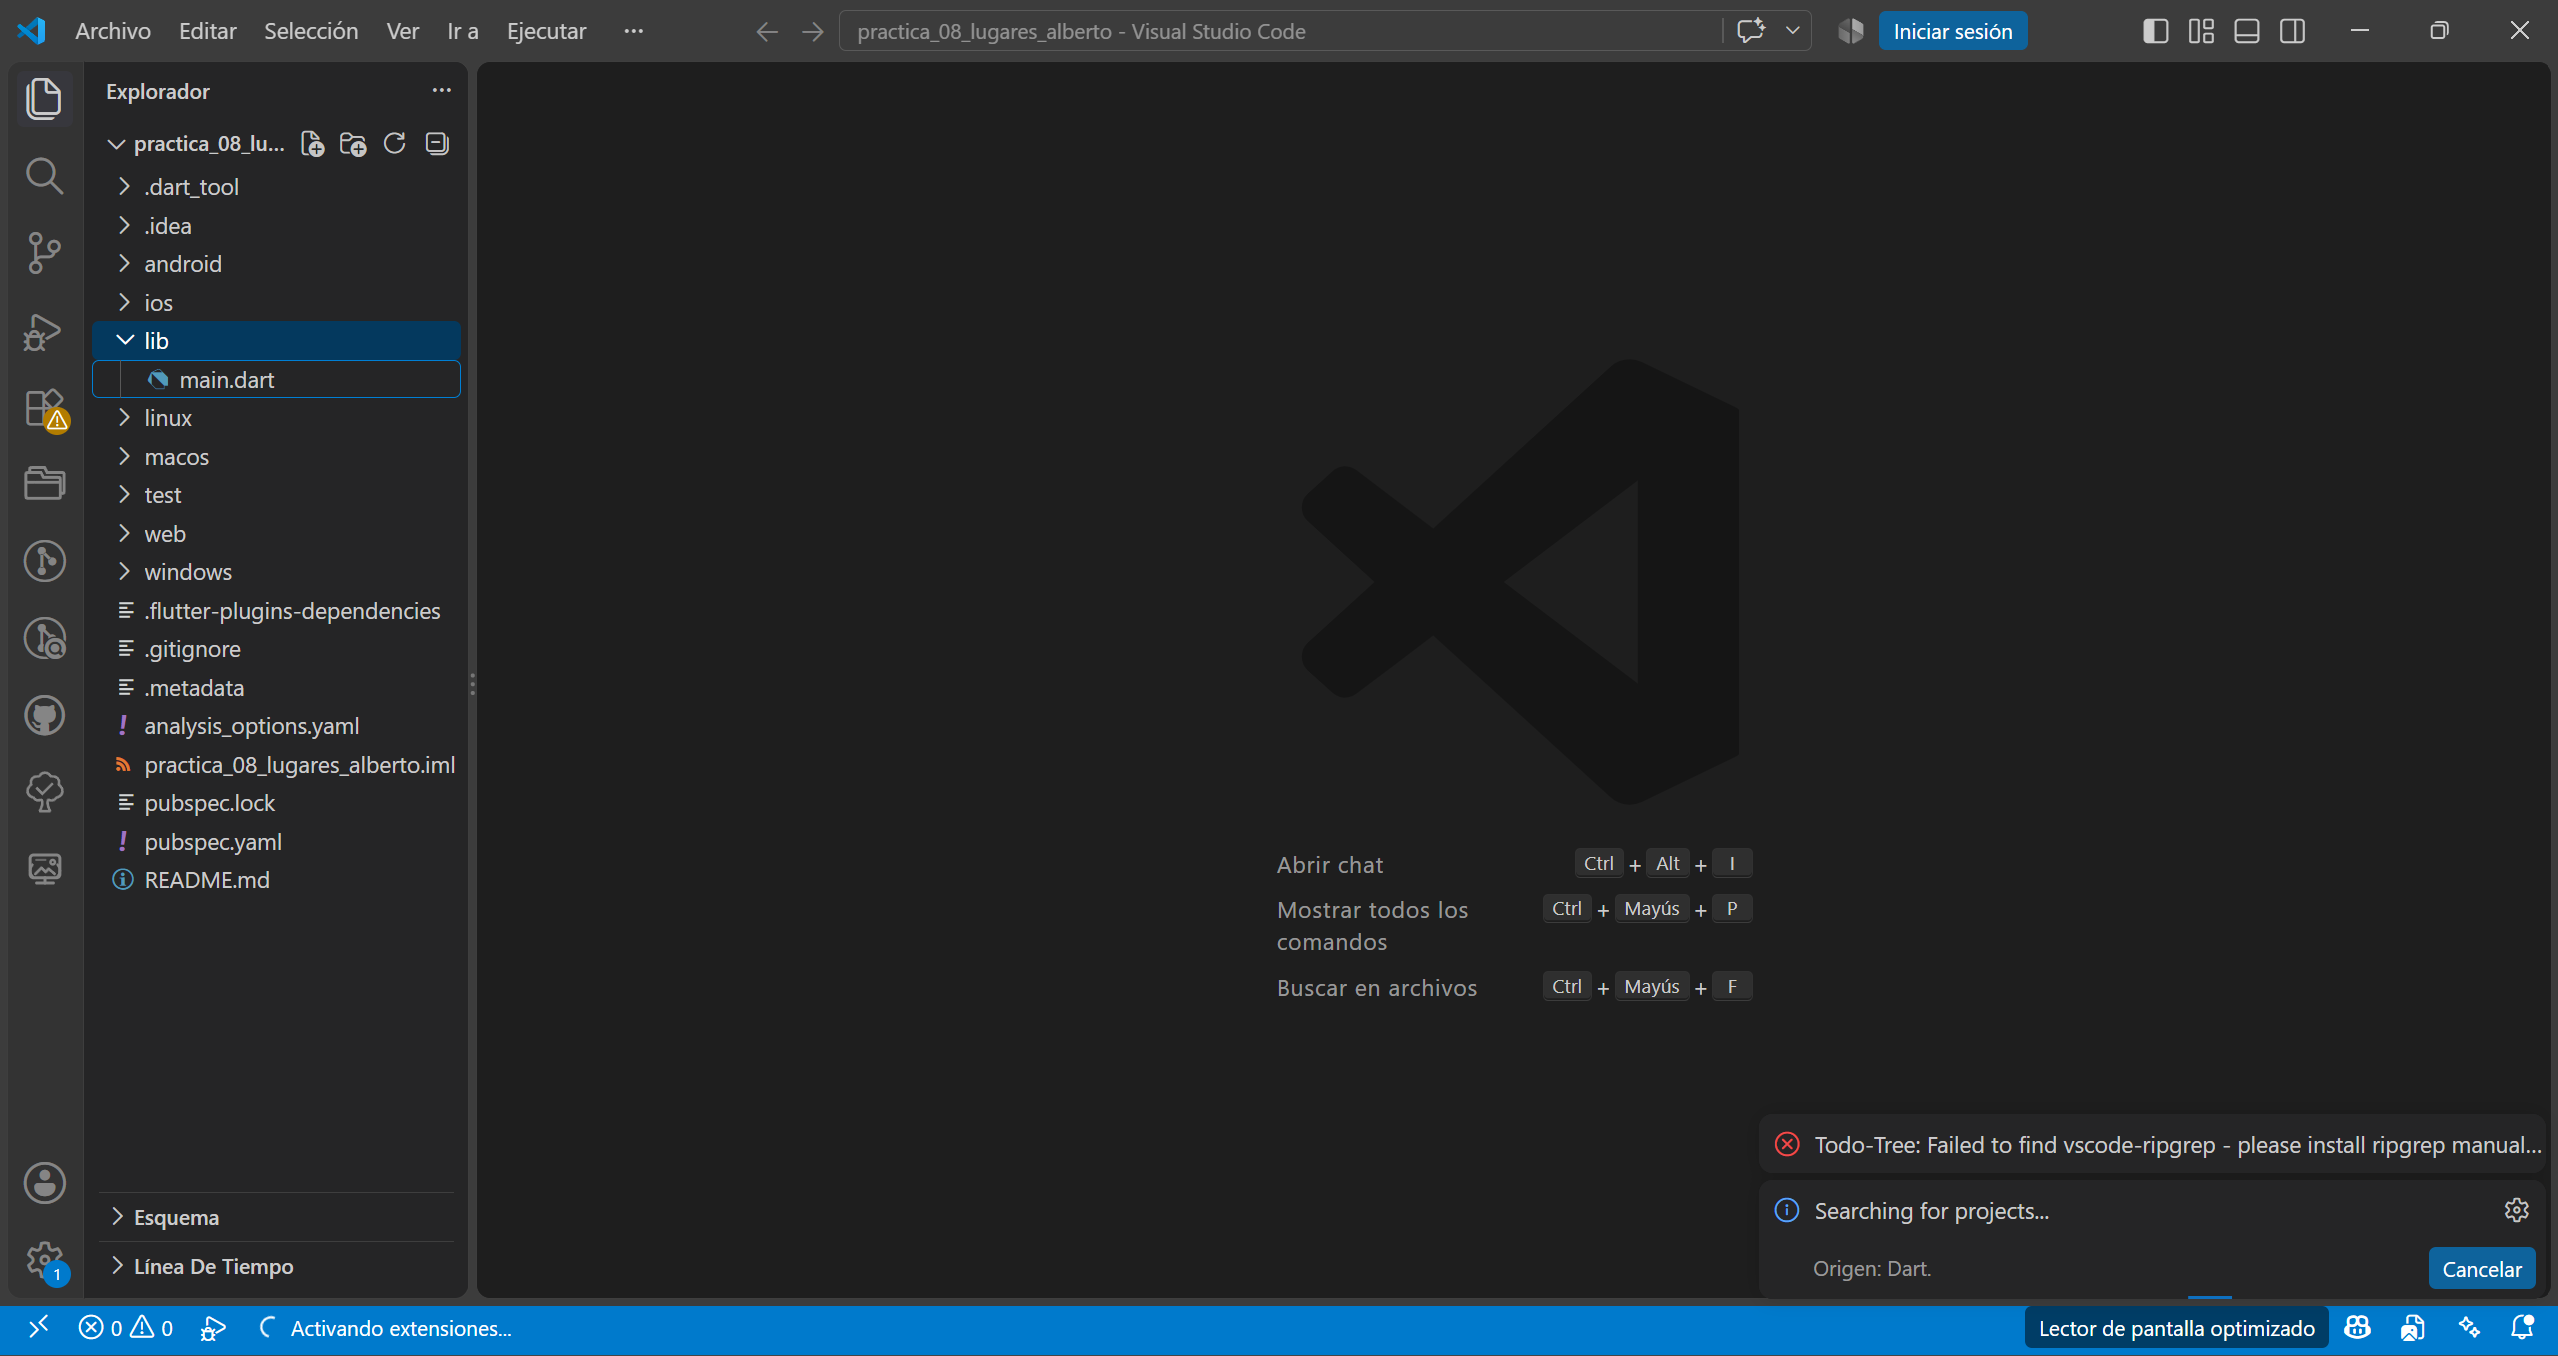 Archivo Editar Selección Ver Ir a Ejecutar ···
practica_08_lugares_alberto - Visual Studio Code
Iniciar sesión
Explorador
practica_08_lu...
.dart_tool
.idea
android
ios
lib
main.dart
linux
macos
test
web
windows
.flutter-plugins-dependencies
.gitignore
.metadata
analysis_options.yaml
practica_08_lugares_alberto.iml
pubspec.lock
pubspec.yaml
README.md
Esquema
Línea De Tiempo
1
Abrir chat Ctrl + Alt + I
Mostrar todos los comandos Ctrl + Mayús + P
Buscar en archivos Ctrl + Mayús + F
Todo-Tree: Failed to find vscode-ripgrep - please install ripgrep manual...
Searching for projects...
Origen: Dart.
Cancelar
0 0 Activando extensiones...
Lector de pantalla optimizado